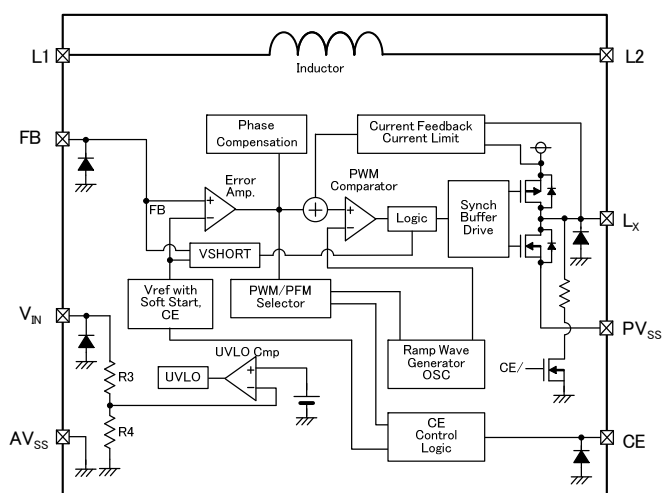 L1
L2
Inductor
FB
Phase
Compensation
Current Feedback
Current Limit
Error
Amp.
PWM
Comparator
FB
+
−
+
+
−
Logic
Synch
Buffer
Drive
LX
VSHORT
Vref with
Soft Start,
CE
PWM/PFM
Selector
VIN
PVSS
UVLO Cmp
R3
UVLO
+
−
Ramp Wave
Generator
OSC
CE/
R4
AVSS
CE
Control
Logic
CE